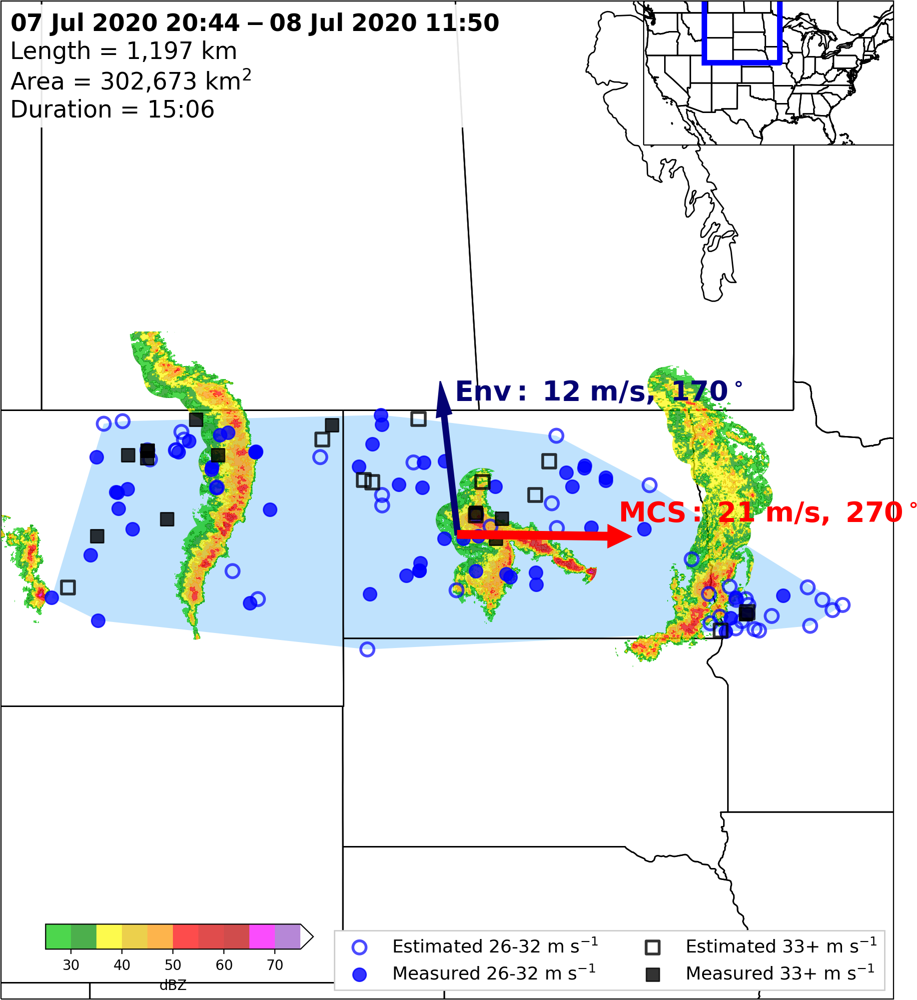 07 Jul 2020 20:44 – 08 Jul 2020 11:50
Length = 1,197 km
Area = 302,673 km²
Duration = 15:06
Env: 12 m/s, 170°
MCS: 21 m/s, 270°
30 40 50 60 70
dBZ
Estimated 26-32 m s⁻¹
Measured 26-32 m s⁻¹
Estimated 33+ m s⁻¹
Measured 33+ m s⁻¹